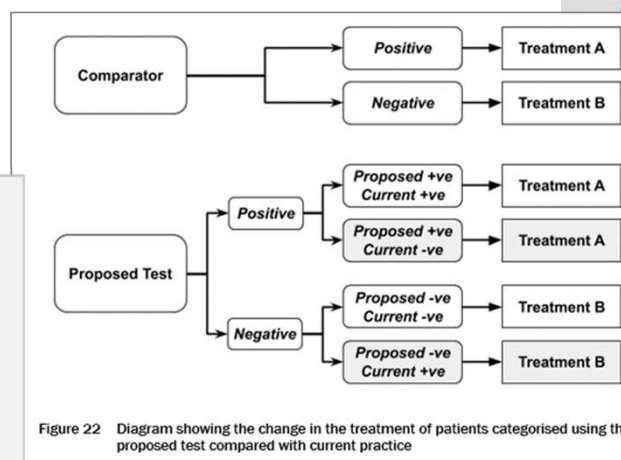 Comparator
Positive
Treatment A
Negative
Treatment B
Proposed Test
Positive
Proposed +ve
Current +ve
Treatment A
Proposed +ve
Current -ve
Treatment A
Negative
Proposed -ve
Current -ve
Treatment B
Proposed -ve
Current +ve
Treatment B
Figure 22 Diagram showing the change in the treatment of patients categorised using
proposed test compared with current practice